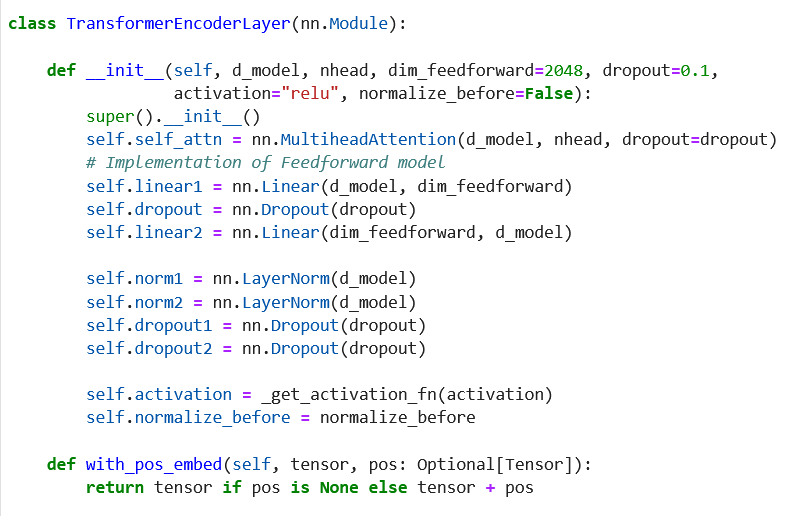 class TransformerEncoderLayer(nn.Module):

    def __init__(self, d_model, nhead, dim_feedforward=2048, dropout=0.1,
                 activation="relu", normalize_before=False):
        super().__init__()
        self.self_attn = nn.MultiheadAttention(d_model, nhead, dropout=dropout)
        # Implementation of Feedforward model
        self.linear1 = nn.Linear(d_model, dim_feedforward)
        self.dropout = nn.Dropout(dropout)
        self.linear2 = nn.Linear(dim_feedforward, d_model)

        self.norm1 = nn.LayerNorm(d_model)
        self.norm2 = nn.LayerNorm(d_model)
        self.dropout1 = nn.Dropout(dropout)
        self.dropout2 = nn.Dropout(dropout)

        self.activation = _get_activation_fn(activation)
        self.normalize_before = normalize_before

    def with_pos_embed(self, tensor, pos: Optional[Tensor]):
        return tensor if pos is None else tensor + pos